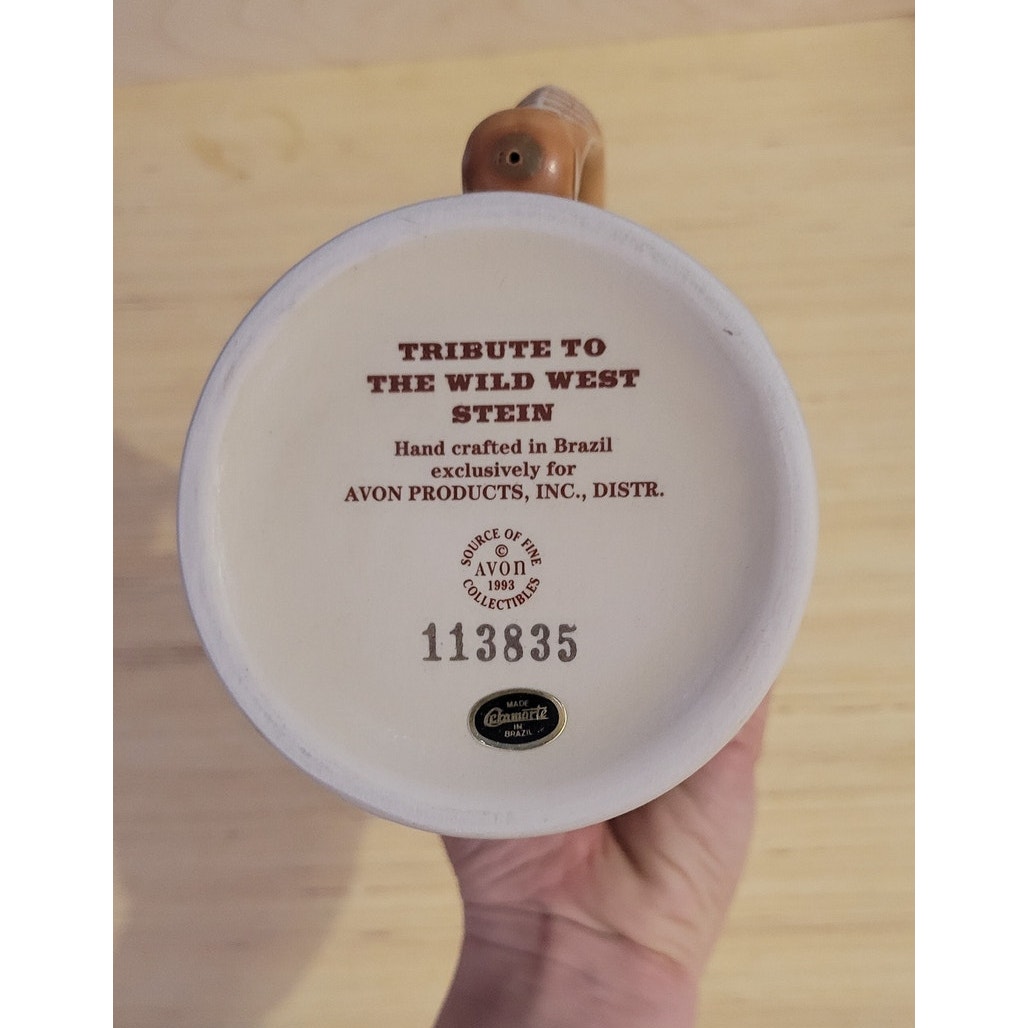 TRIBUTE TO
THE WILD WEST
STEIN
Hand crafted in Brazil
exclusively for
AVON PRODUCTS, INC., DISTR.
SOURCE OF FINE
©
AVON
1993
COLLECTIBLES
113835
MADE
Ceramarte
IN
BRAZIL